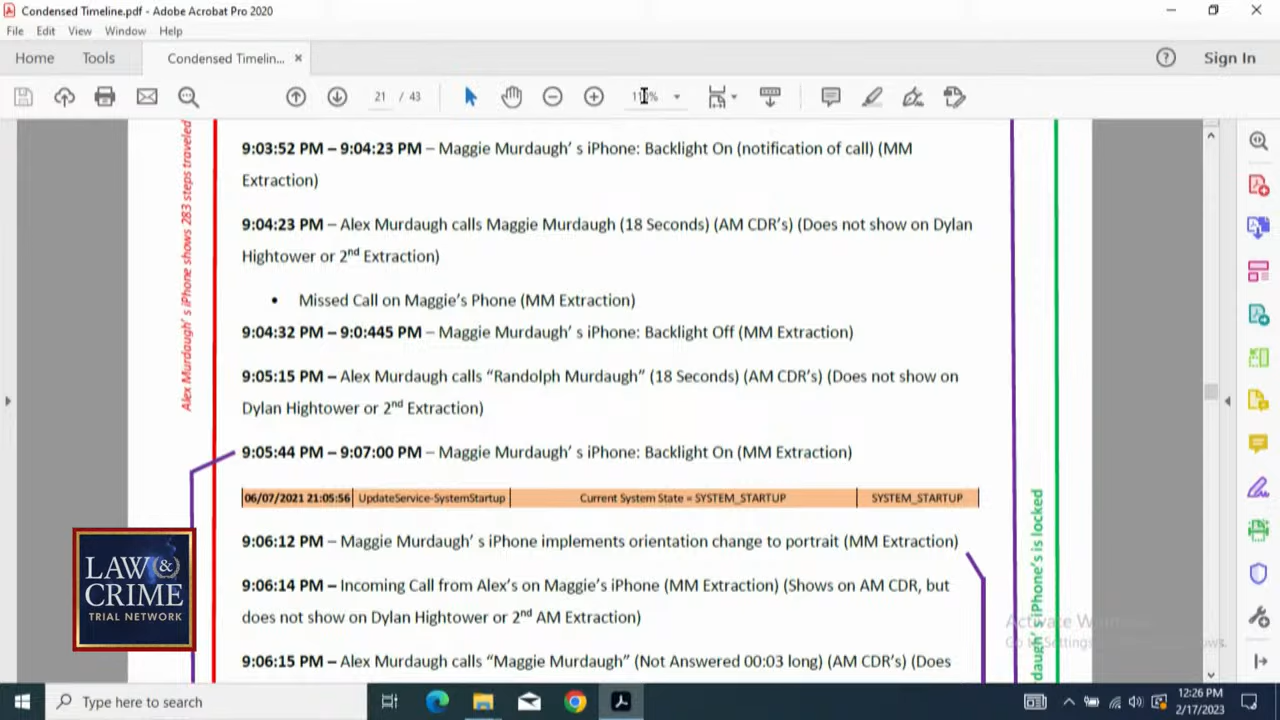 Condensed Timeline.pdf - Adobe Acrobat Pro 2020
File Edit View Window Help
Home Tools Condensed Timelin... × Sign In
21 / 43
Alex Murdaugh' s iPhone shows 283 steps traveled
9:03:52 PM – 9:04:23 PM – Maggie Murdaugh' s iPhone: Backlight On (notification of call) (MM
Extraction)
9:04:23 PM – Alex Murdaugh calls Maggie Murdaugh (18 Seconds) (AM CDR's) (Does not show on Dylan
Hightower or 2nd Extraction)
• Missed Call on Maggie's Phone (MM Extraction)
9:04:32 PM – 9:0:445 PM – Maggie Murdaugh' s iPhone: Backlight Off (MM Extraction)
9:05:15 PM – Alex Murdaugh calls "Randolph Murdaugh" (18 Seconds) (AM CDR's) (Does not show on
Dylan Hightower or 2nd Extraction)
9:05:44 PM – 9:07:00 PM – Maggie Murdaugh' s iPhone: Backlight On (MM Extraction)
06/07/2021 21:05:56 UpdateService-SystemStartup Current System State = SYSTEM_STARTUP SYSTEM_STARTUP
9:06:12 PM – Maggie Murdaugh' s iPhone implements orientation change to portrait (MM Extraction)
9:06:14 PM – Incoming Call from Alex's on Maggie's iPhone (MM Extraction) (Shows on AM CDR, but
does not show on Dylan Hightower or 2nd AM Extraction)
9:06:15 PM – Alex Murdaugh calls "Maggie Murdaugh" (Not Answered 00:03 long) (AM CDR's) (Does
daugh' s iPhone's is locked
LAW &
CRIME
TRIAL NETWORK
Type here to search
12:26 PM
2/17/2023